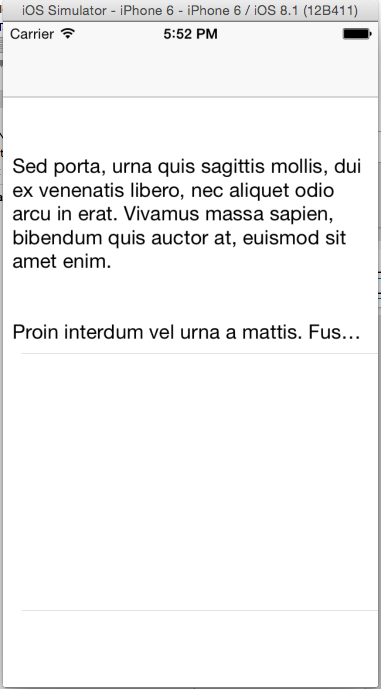 iOS Simulator - iPhone 6 - iPhone 6 / iOS 8.1 (12B411)
Carrier 5:52 PM
Sed porta, urna quis sagittis mollis, dui
ex venenatis libero, nec aliquet odio
arcu in erat. Vivamus massa sapien,
bibendum quis auctor at, euismod sit
amet enim.
Proin interdum vel urna a mattis. Fus…